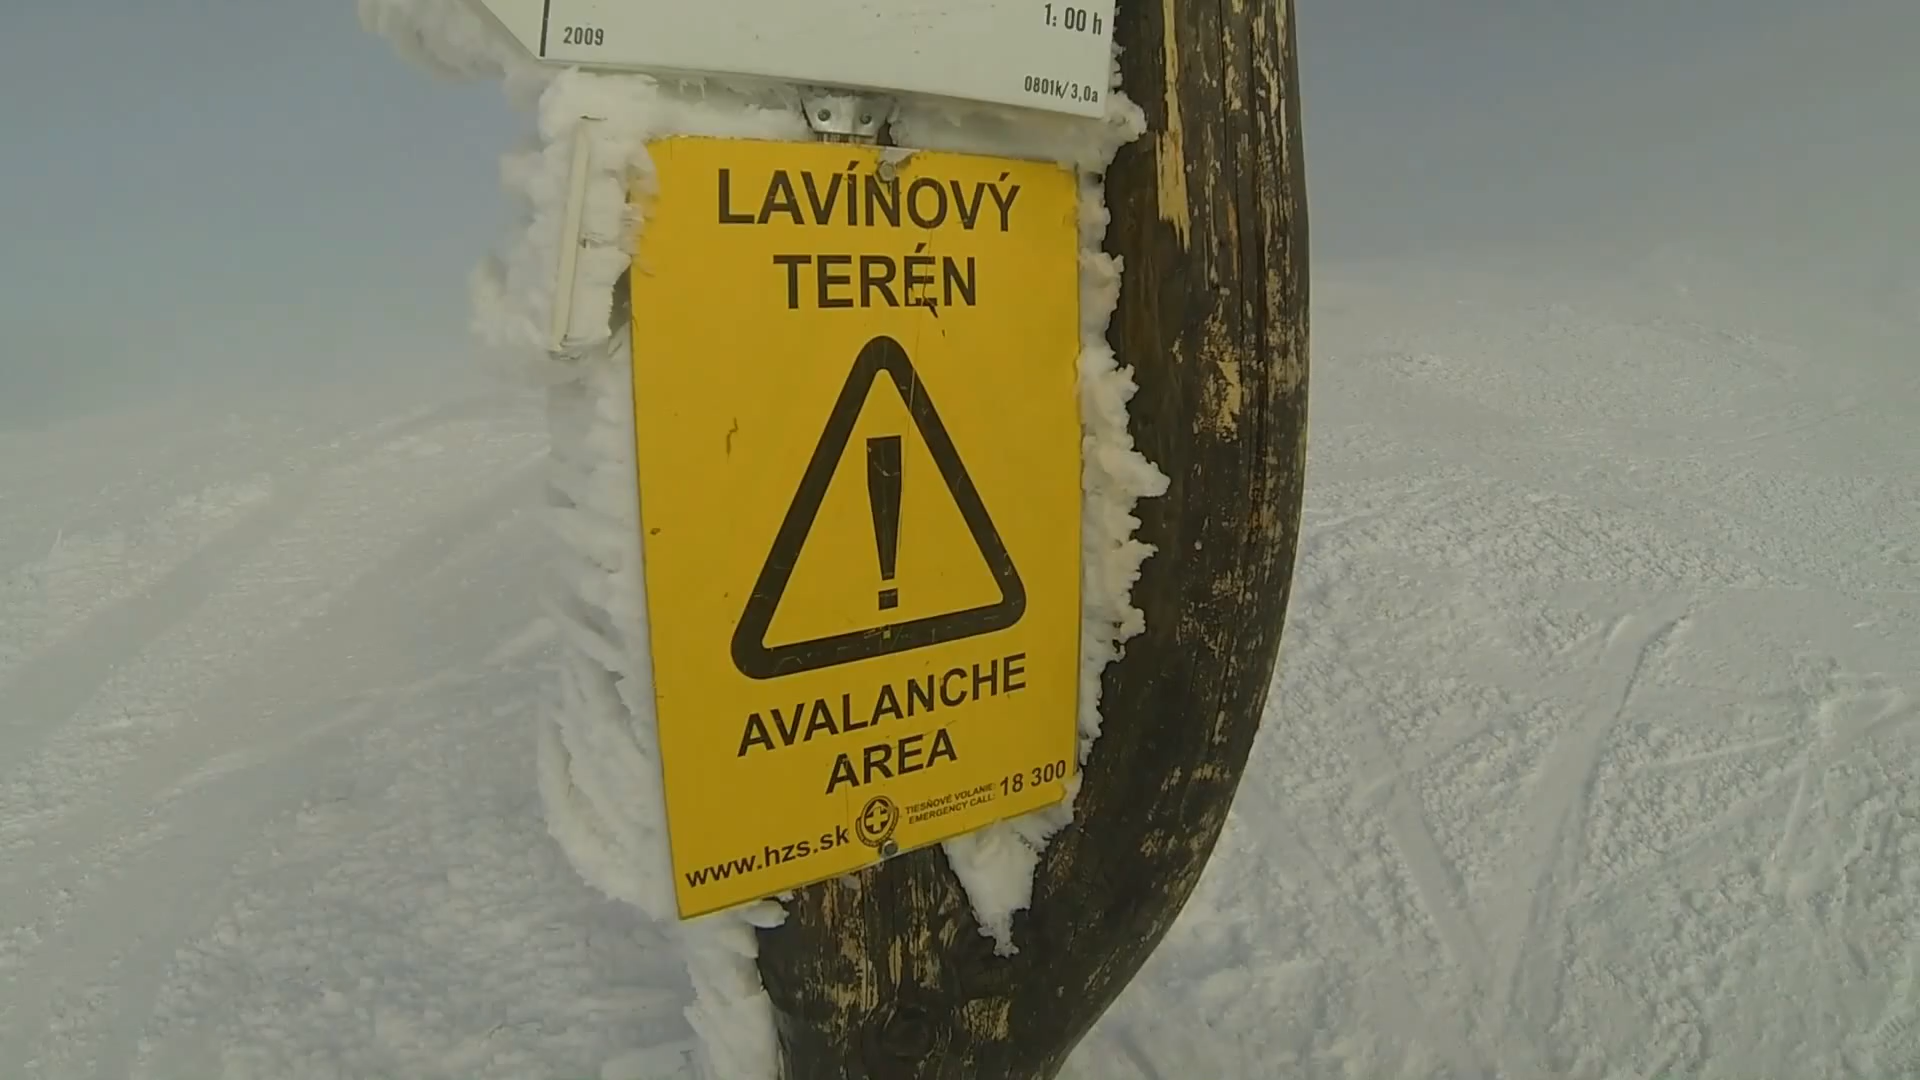 1:00 h
2009
0801k/3,0a
LAVÍNOVÝ
TERÉN
!
AVALANCHE
AREA
TIESŇOVÉ VOLANIE:
EMERGENCY CALL:
18 300
www.hzs.sk